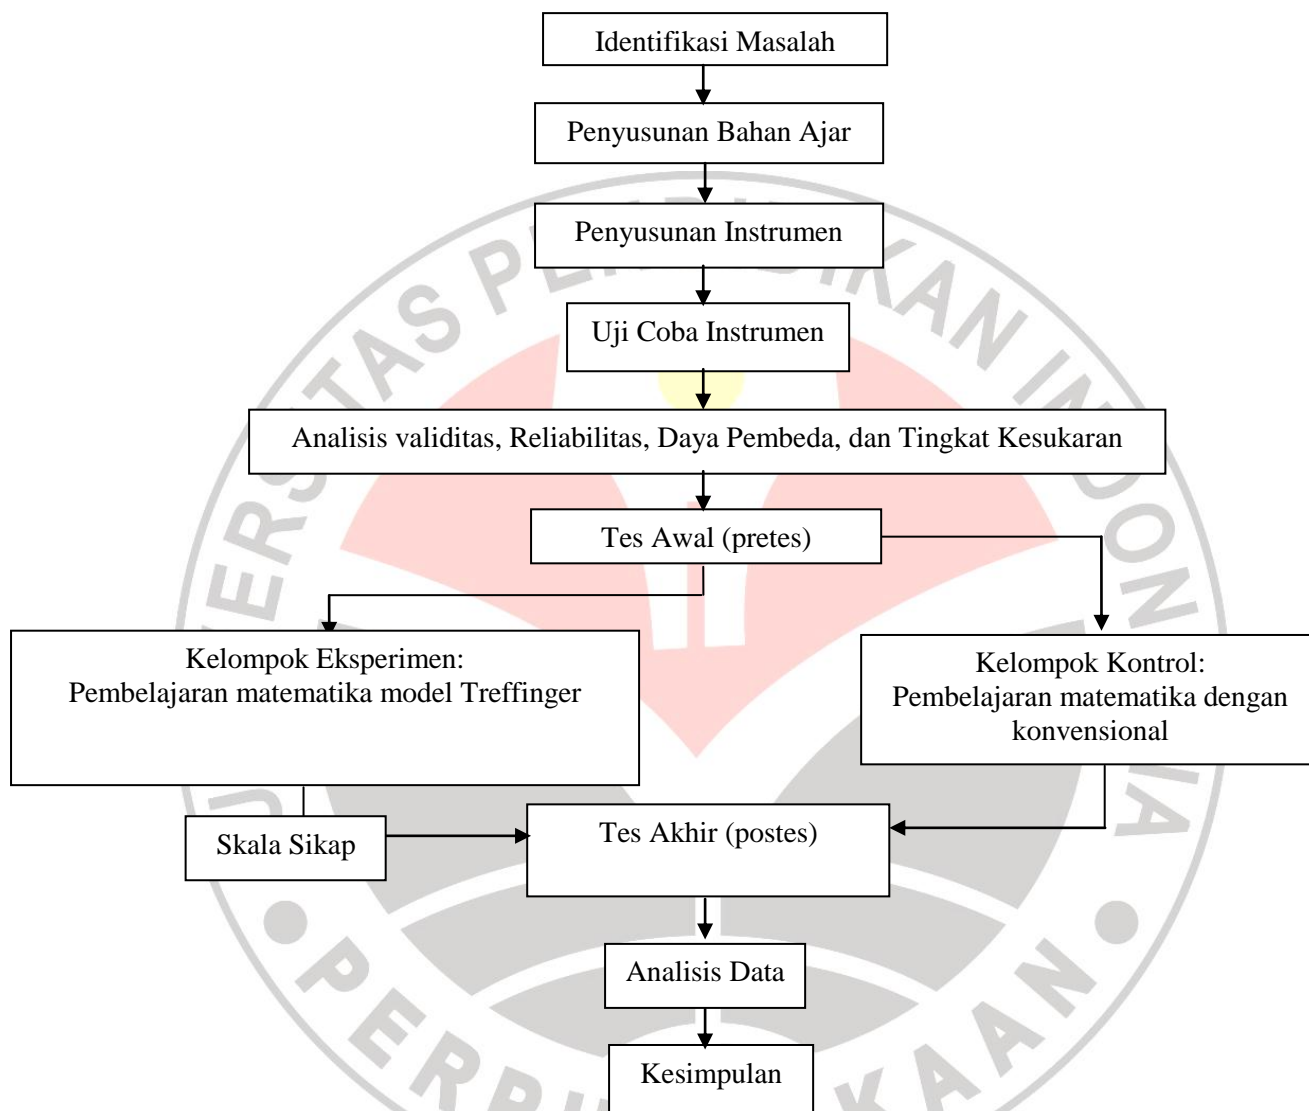 Identifikasi Masalah
Penyusunan Bahan Ajar
Penyusunan Instrumen
Uji Coba Instrumen
Analisis validitas, Reliabilitas, Daya Pembeda, dan Tingkat Kesukaran
Tes Awal (pretes)
Kelompok Eksperimen:
Pembelajaran matematika model Treffinger
Kelompok Kontrol:
Pembelajaran matematika dengan
konvensional
Skala Sikap
Tes Akhir (postes)
Analisis Data
Kesimpulan